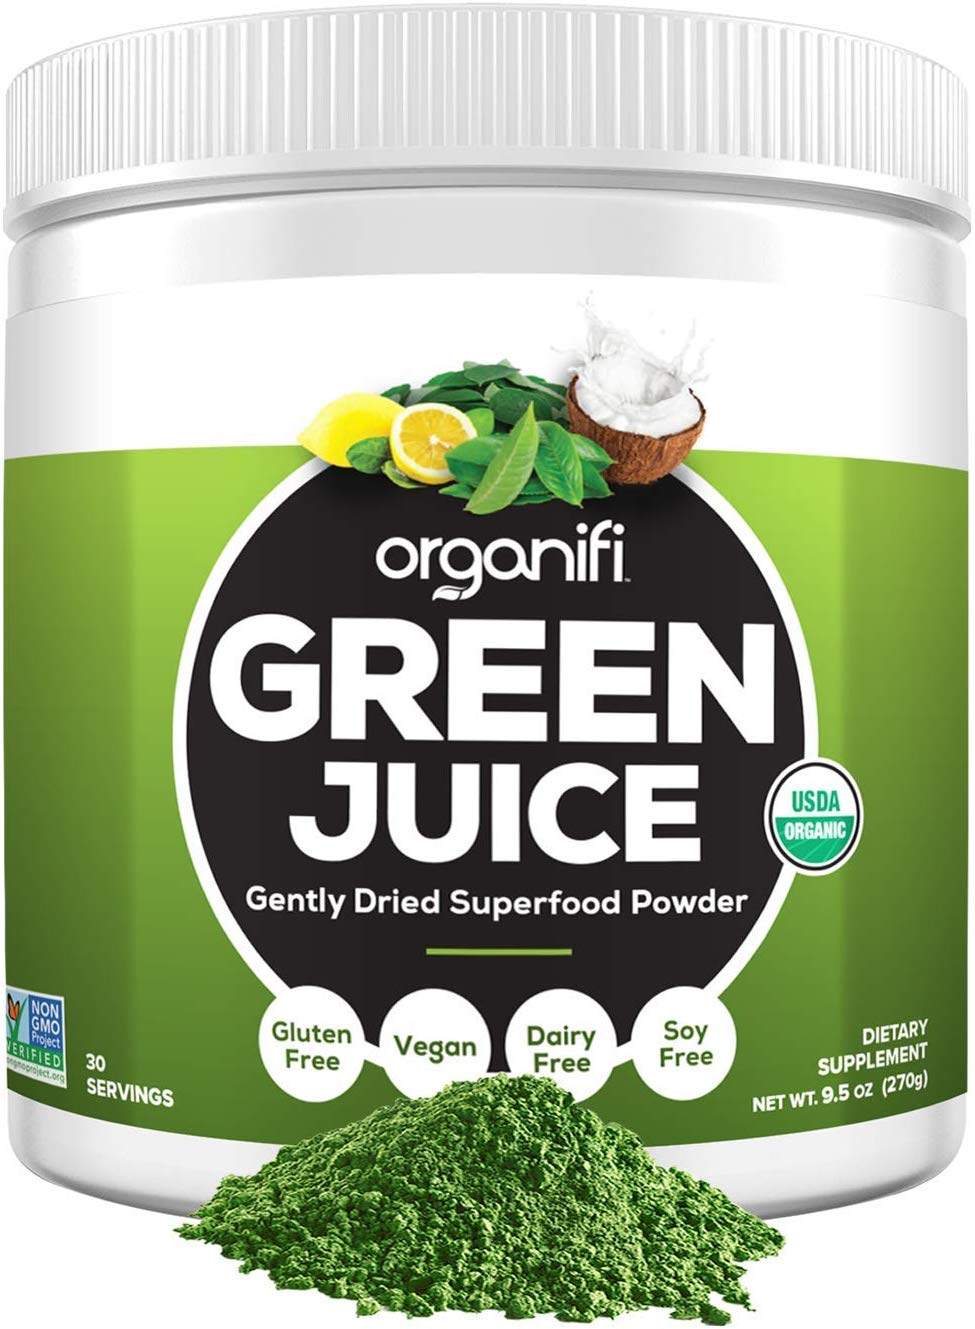 organifi™
GREEN
JUICE
Gently Dried Superfood Powder
USDA
ORGANIC
Gluten
Free
Vegan
Dairy
Free
Soy
Free
NON
GMO
Project
VERIFIED
30
SERVINGS
DIETARY
SUPPLEMENT
NET WT. 9.5 oz (270g)